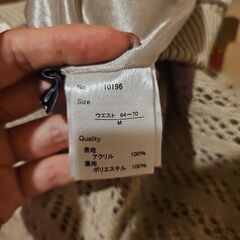 No. 10196
Size
ウエスト 64~70
M
Quality
表地
アクリル 100%
裏地
ポリエステル 100%